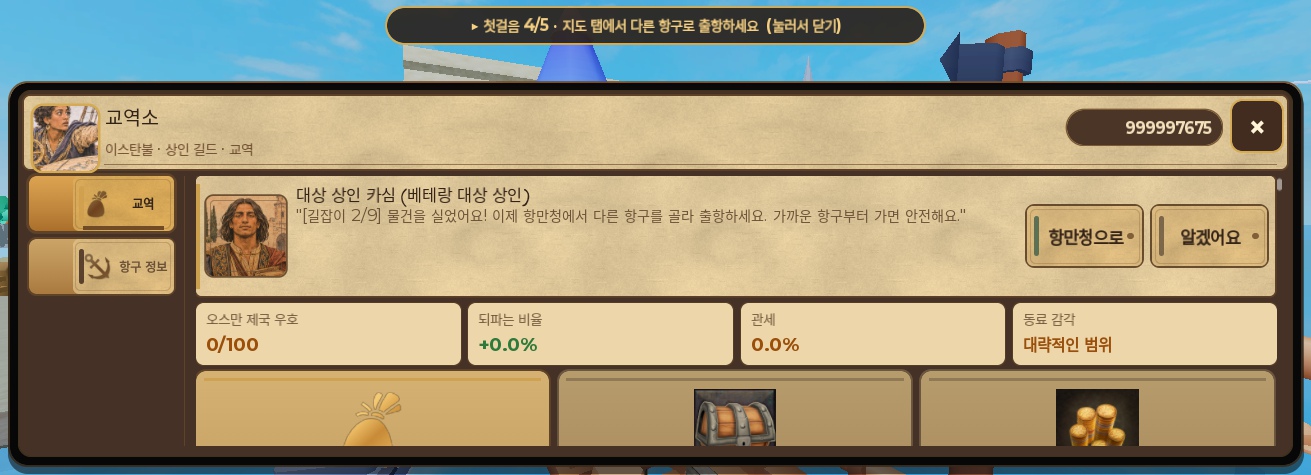 ▸ 첫걸음 4/5 · 지도 탭에서 다른 항구로 출항하세요 (눌러서 닫기)
교역소
이스탄불 · 상인 길드 · 교역
999997675
×
교역
항구 정보
대상 상인 카심 (베테랑 대상 상인)
"[길잡이 2/9] 물건을 실었어요! 이제 항만청에서 다른 항구를 골라 출항하세요. 가까운 항구부터 가면 안전해요."
항만청으로
알겠어요
오스만 제국 우호
0/100
되파는 비율
+0.0%
관세
0.0%
동료 감각
대략적인 범위